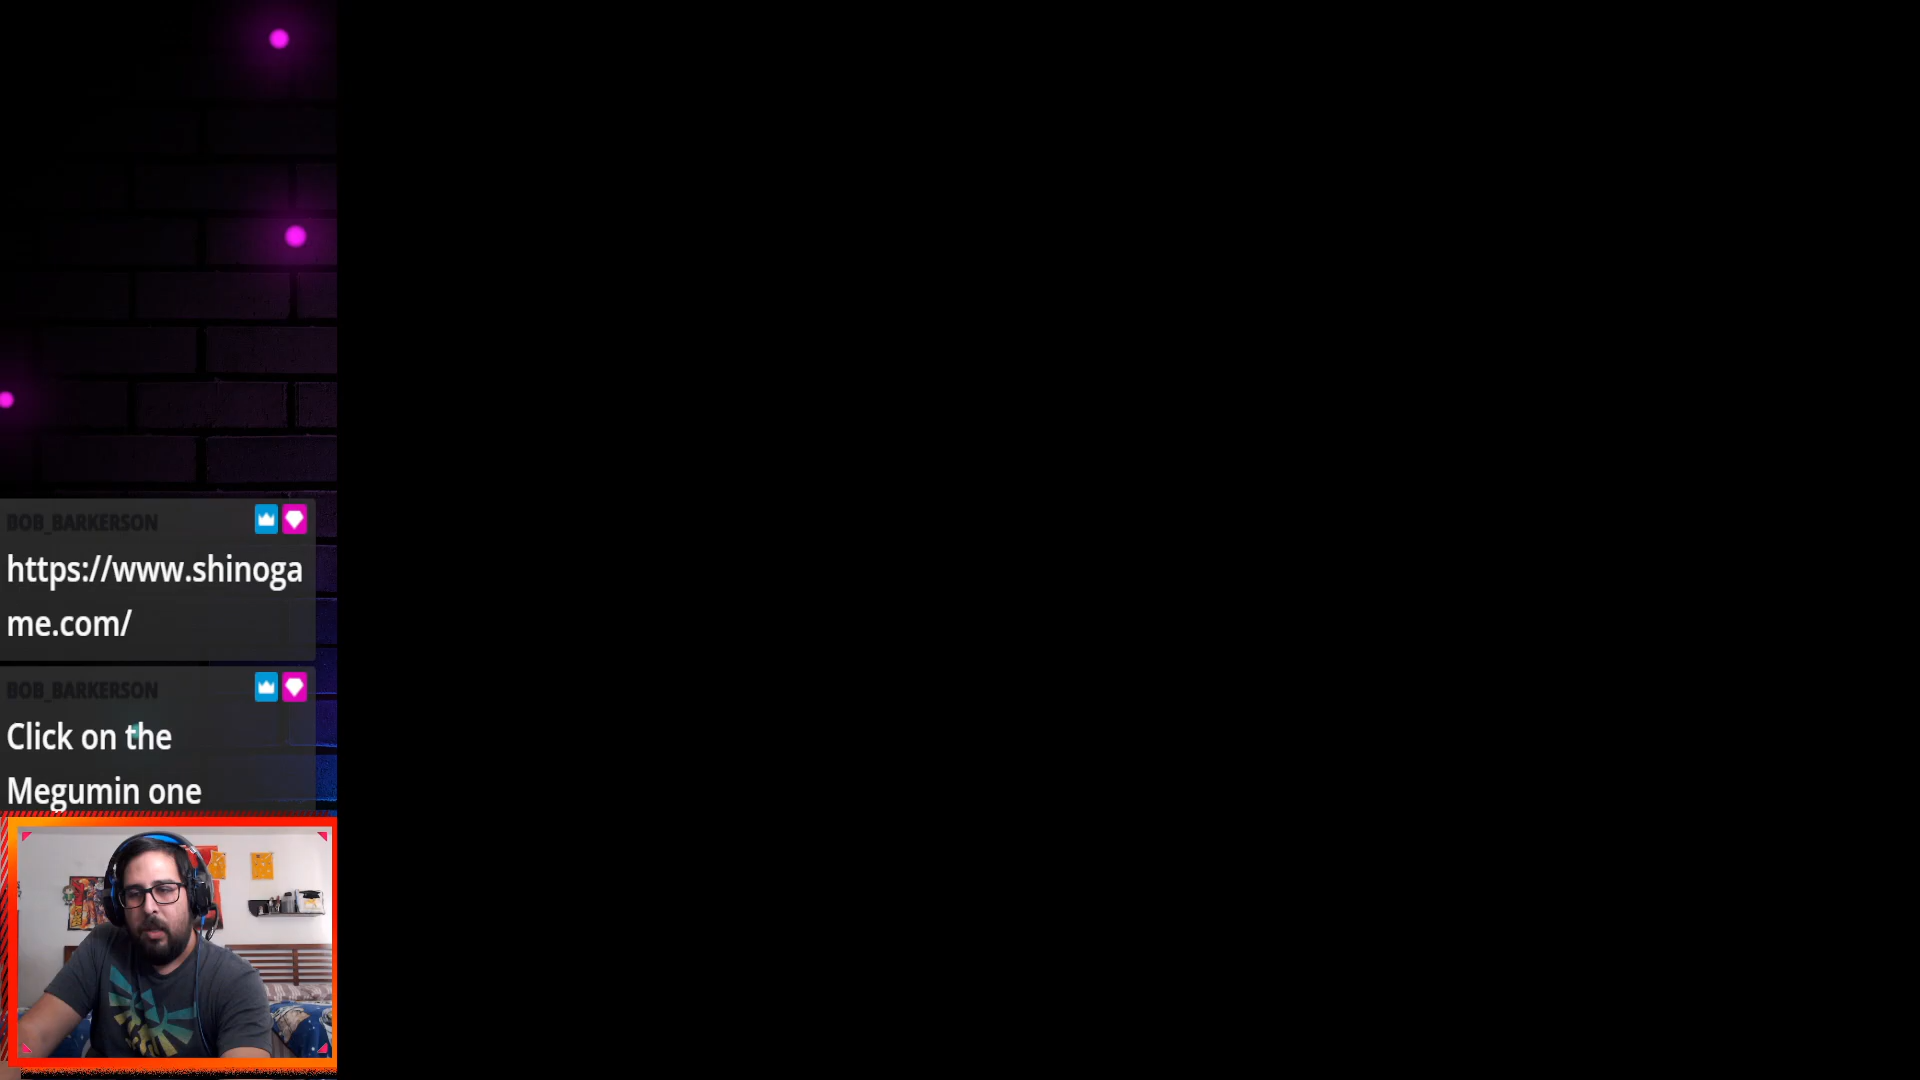 BOB_BARKERSON
https://www.shinoga
me.com/
BOB_BARKERSON
Click on the
Megumin one